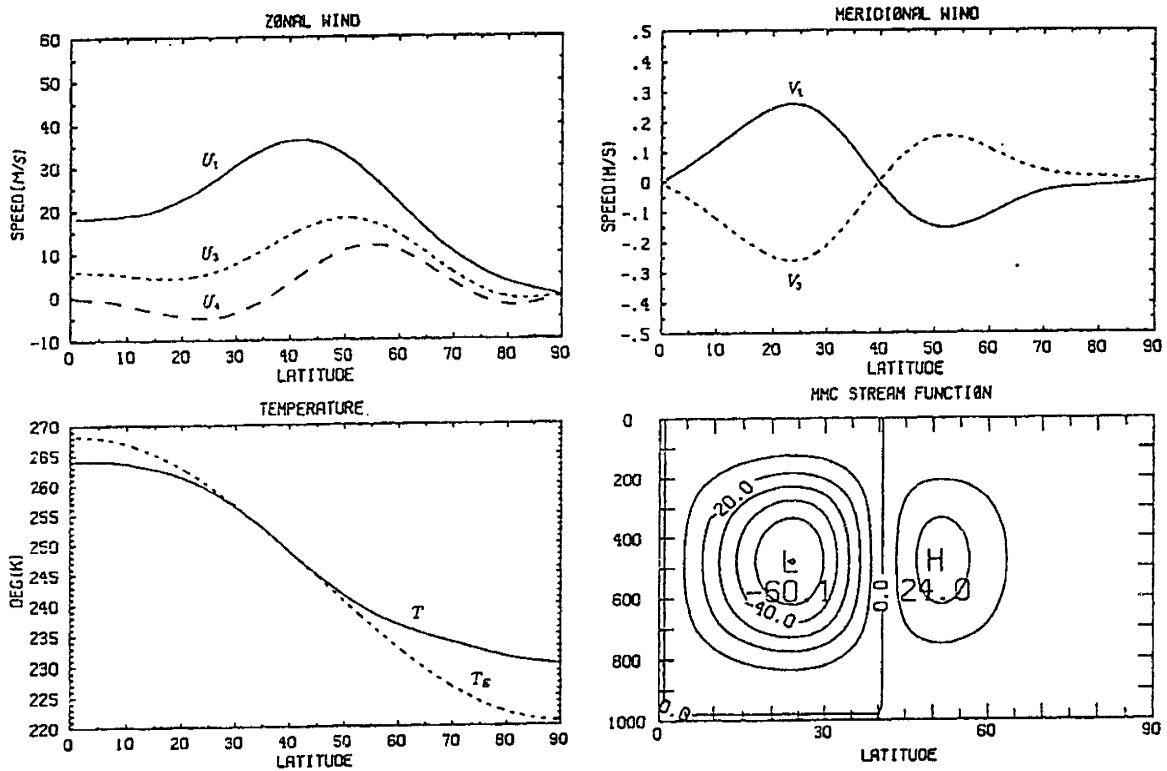 ZØNAL WIND
60
50
40
30
20
10
0
-10
SPEED(M/S)
U₁
U₃
U₄
0 10 20 30 40 50 60 70 80 90
LATITUDE
MERIDIØNAL WIND
.5
.4
.3
.2
.1
0
-.1
-.2
-.3
-.4
-.5
SPEED(M/S)
V₁
V₃
0 10 20 30 40 50 60 70 80 90
LATITUDE
TEMPERATURE
270
265
260
255
250
245
240
235
230
225
220
DEG(K)
T
T_E
0 10 20 30 40 50 60 70 80 90
LATITUDE
MMC STREAM FUNCTIØN
0
200
400
600
800
1000
-20.0
L
-60.1
-40.0
0.0
H
24.0
0.0
30 60 90
LATITUDE